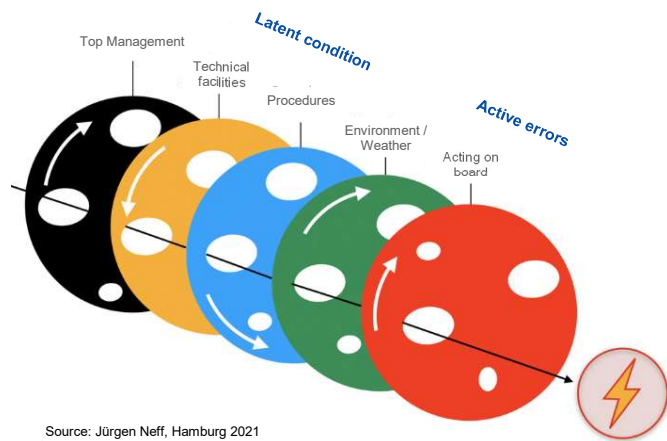 Top Management
Latent condition
Technical
facilities
Procedures
Environment /
Weather
Active errors
Acting on
board
Source: Jürgen Neff, Hamburg 2021